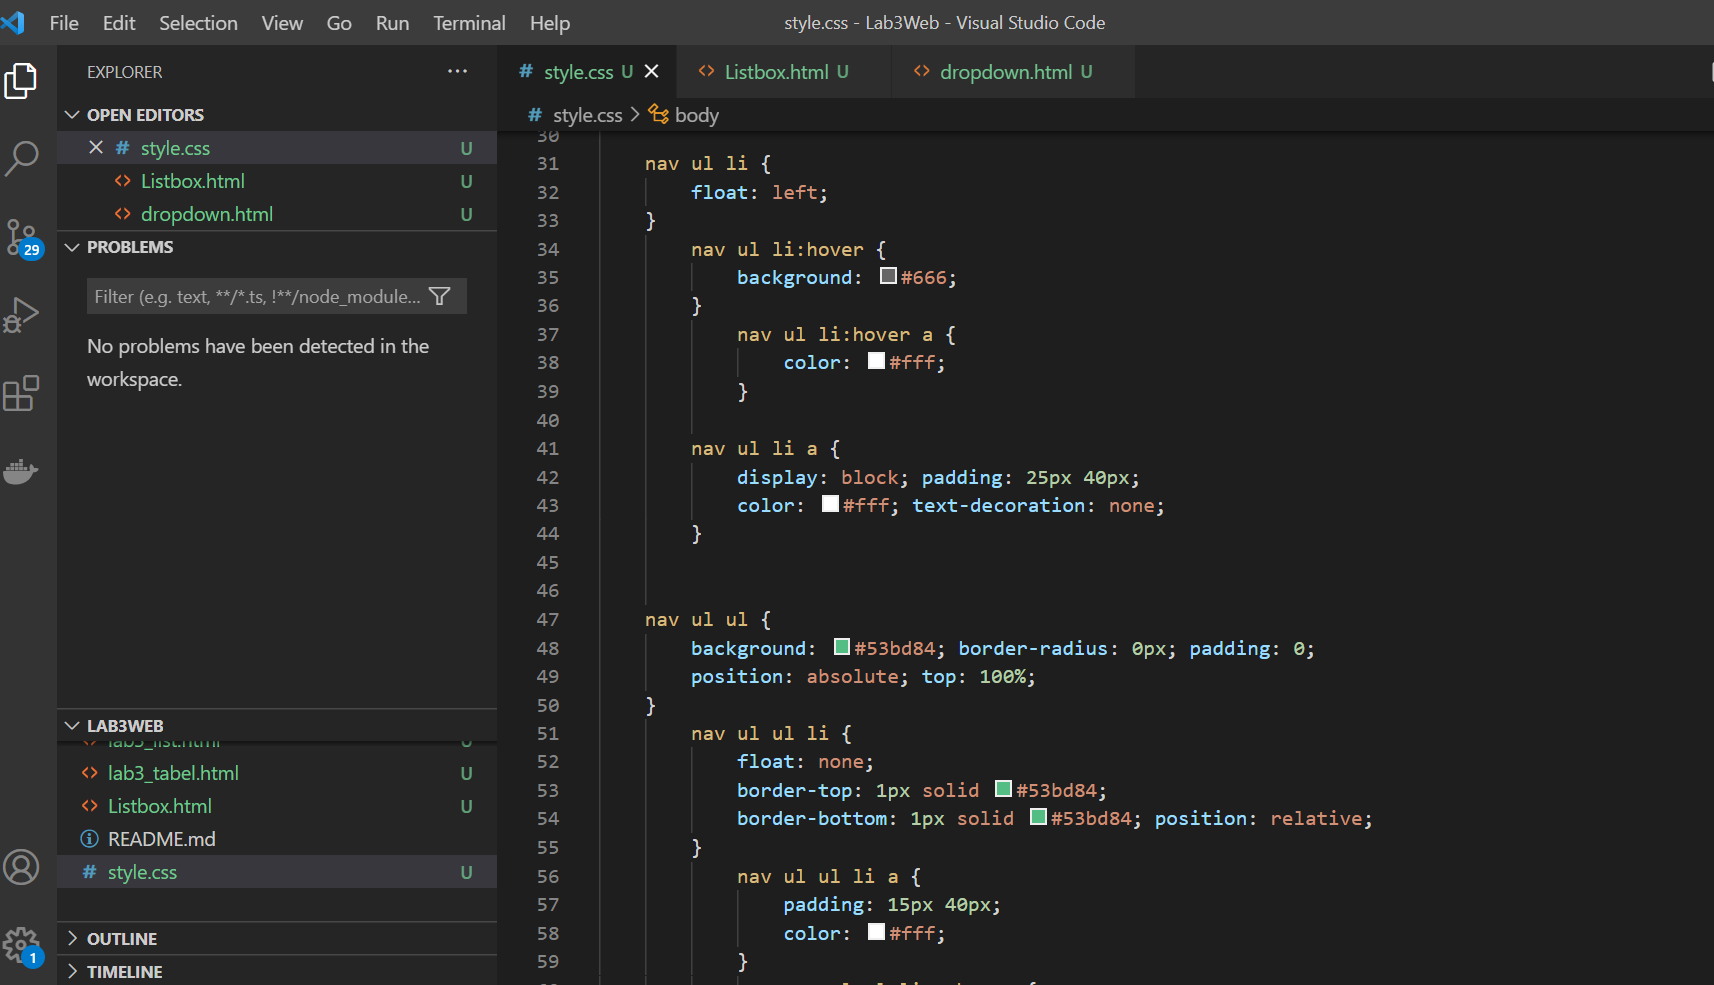 File Edit Selection View Go Run Terminal Help
style.css - Lab3Web - Visual Studio Code
EXPLORER
OPEN EDITORS
# style.css U
<> Listbox.html U
<> dropdown.html U
PROBLEMS
Filter (e.g. text, **/*.ts, !**/node_module...
No problems have been detected in the
workspace.
LAB3WEB
<> lab3_list.html U
<> lab3_tabel.html U
<> Listbox.html U
README.md
# style.css U
OUTLINE
TIMELINE
29
1
# style.css U <> Listbox.html U <> dropdown.html U
# style.css > body
30
31 nav ul li {
32 float: left;
33 }
34 nav ul li:hover {
35 background: #666;
36 }
37 nav ul li:hover a {
38 color: #fff;
39 }
40
41 nav ul li a {
42 display: block; padding: 25px 40px;
43 color: #fff; text-decoration: none;
44 }
45
46
47 nav ul ul {
48 background: #53bd84; border-radius: 0px; padding: 0;
49 position: absolute; top: 100%;
50 }
51 nav ul ul li {
52 float: none;
53 border-top: 1px solid #53bd84;
54 border-bottom: 1px solid #53bd84; position: relative;
55 }
56 nav ul ul li a {
57 padding: 15px 40px;
58 color: #fff;
59 }